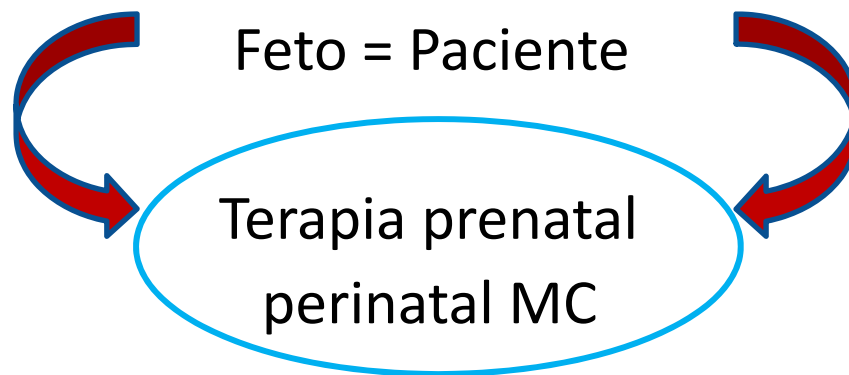 Feto = Paciente
Terapia prenatal
perinatal MC